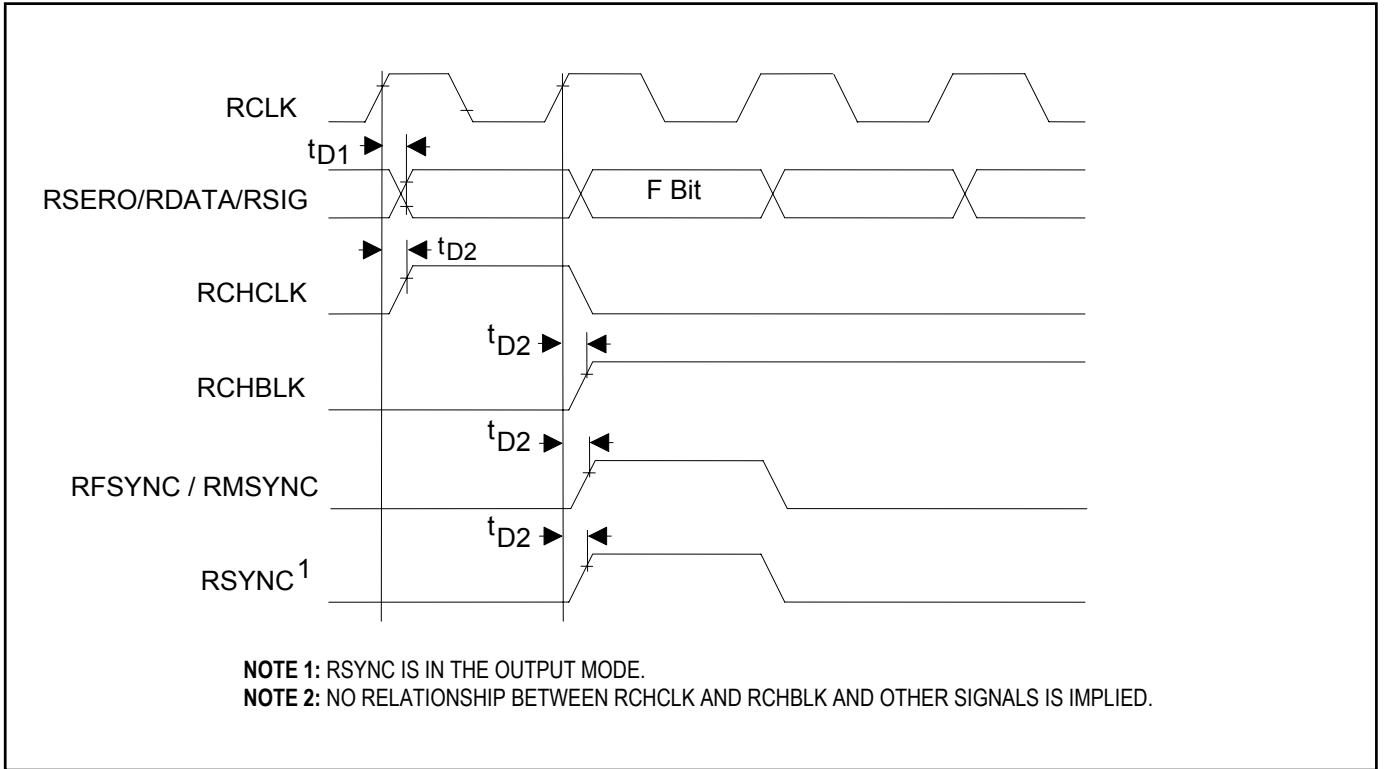 RCLK
tD1
RSERO/RDATA/RSIG
F Bit
tD2
RCHCLK
tD2
RCHBLK
tD2
RFSYNC / RMSYNC
tD2
RSYNC1
NOTE 1: RSYNC IS IN THE OUTPUT MODE.
NOTE 2: NO RELATIONSHIP BETWEEN RCHCLK AND RCHBLK AND OTHER SIGNALS IS IMPLIED.